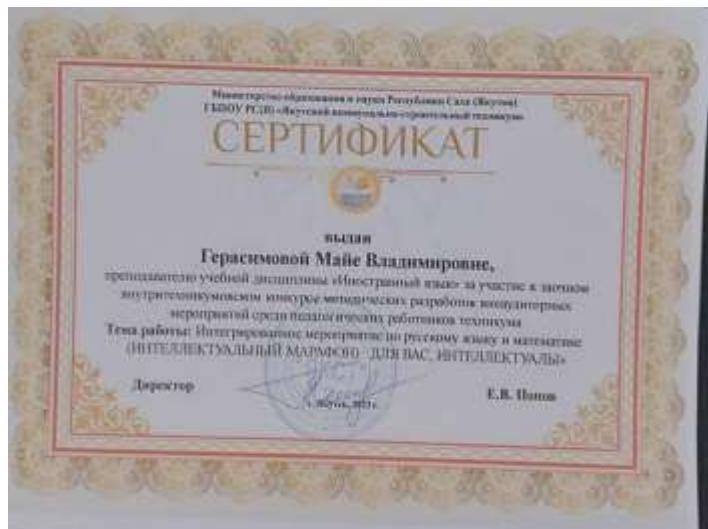 Министерство образования и науки Республики Саха (Якутия)
ГБПОУ РС(Я) «Якутский коммунально-строительный техникум»
СЕРТИФИКАТ
выдан
Герасимовой Майе Владимировне,
преподавателю учебной дисциплины «Иностранный язык» за участие в заочном
внутритехникумовском конкурсе методических разработок внеаудиторных
мероприятий среди педагогических работников техникума
Тема работы: Интегрированное мероприятие по русскому языку и математике
(ИНТЕЛЛЕКТУАЛЬНЫЙ МАРАФОН) ДЛЯ ВАС, ИНТЕЛЛЕКТУАЛЫ»
Директор
Е.В. Попов
г. Якутск,